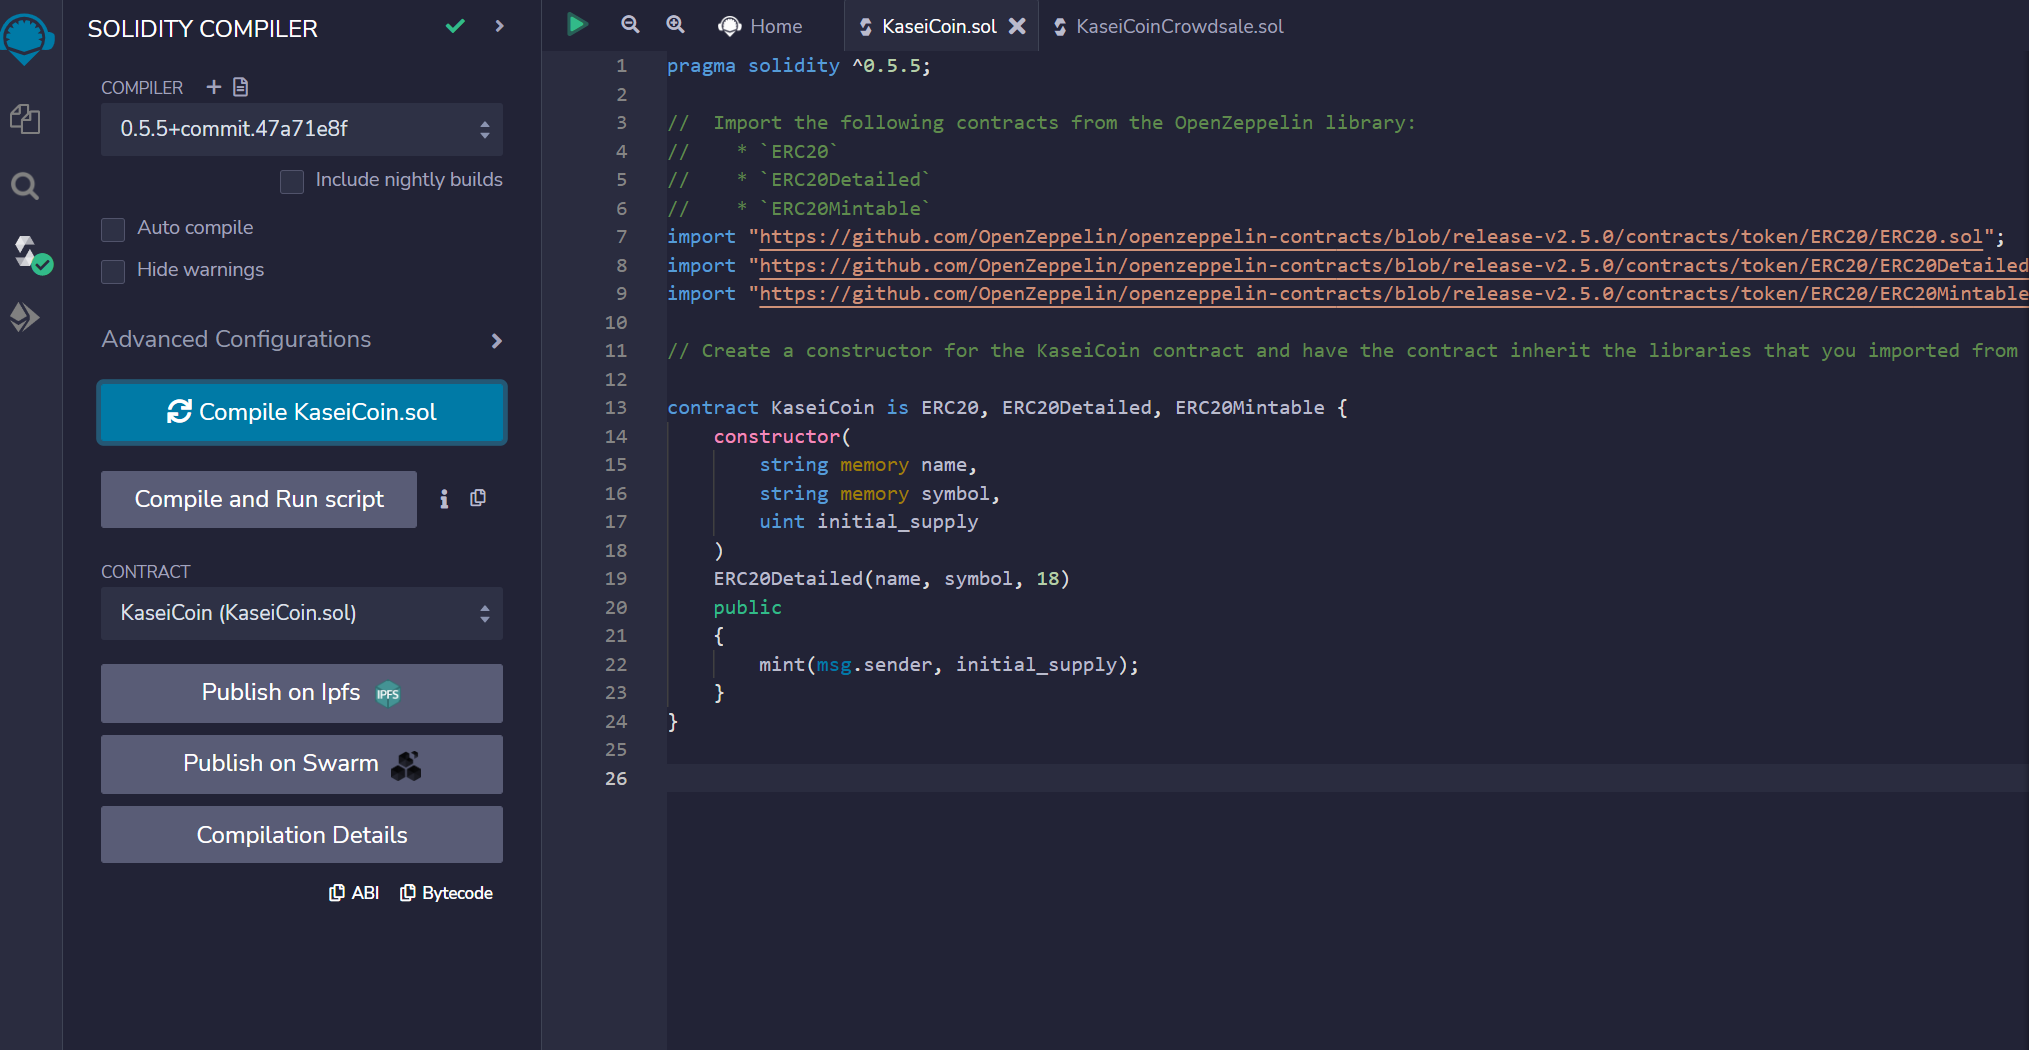 SOLIDITY COMPILER
COMPILER
0.5.5+commit.47a71e8f
Include nightly builds
Auto compile
Hide warnings
Advanced Configurations
Compile KaseiCoin.sol
Compile and Run script
CONTRACT
KaseiCoin (KaseiCoin.sol)
Publish on Ipfs
IPFS
Publish on Swarm
Compilation Details
ABI Bytecode
Home KaseiCoin.sol KaseiCoinCrowdsale.sol
1 pragma solidity ^0.5.5;
2
3 //  Import the following contracts from the OpenZeppelin library:
4 //    * `ERC20`
5 //    * `ERC20Detailed`
6 //    * `ERC20Mintable`
7 import "https://github.com/OpenZeppelin/openzeppelin-contracts/blob/release-v2.5.0/contracts/token/ERC20/ERC20.sol";
8 import "https://github.com/OpenZeppelin/openzeppelin-contracts/blob/release-v2.5.0/contracts/token/ERC20/ERC20Detailed
9 import "https://github.com/OpenZeppelin/openzeppelin-contracts/blob/release-v2.5.0/contracts/token/ERC20/ERC20Mintable
10
11 // Create a constructor for the KaseiCoin contract and have the contract inherit the libraries that you imported from
12
13 contract KaseiCoin is ERC20, ERC20Detailed, ERC20Mintable {
14     constructor(
15         string memory name,
16         string memory symbol,
17         uint initial_supply
18     )
19     ERC20Detailed(name, symbol, 18)
20     public
21     {
22         mint(msg.sender, initial_supply);
23     }
24 }
25
26